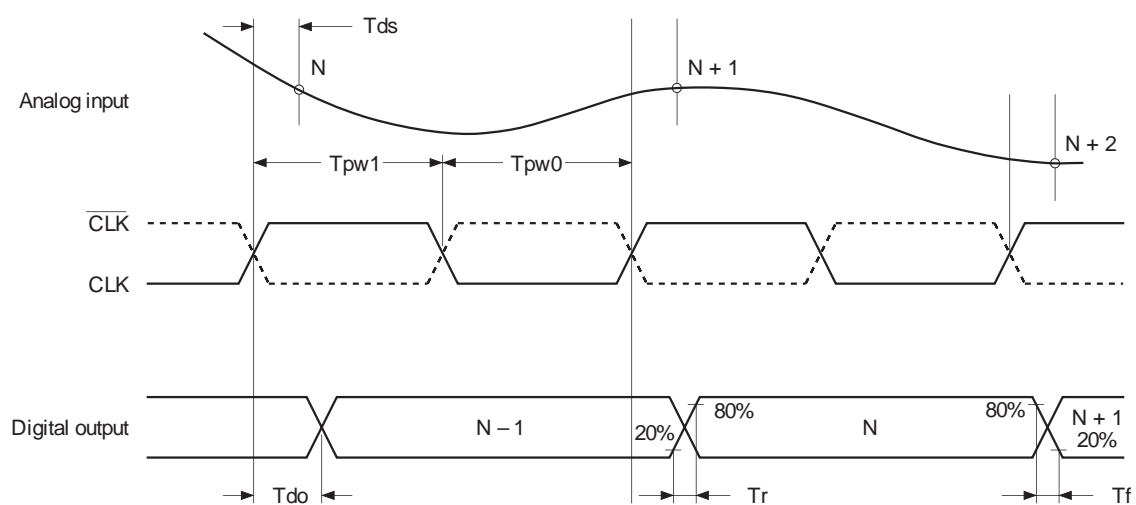 Tds
N
N + 1
Analog input
N + 2
Tpw1
Tpw0
CLK
CLK
Digital output
N – 1
20%
80%
N
80%
N + 1
20%
Tdo
Tr
Tf